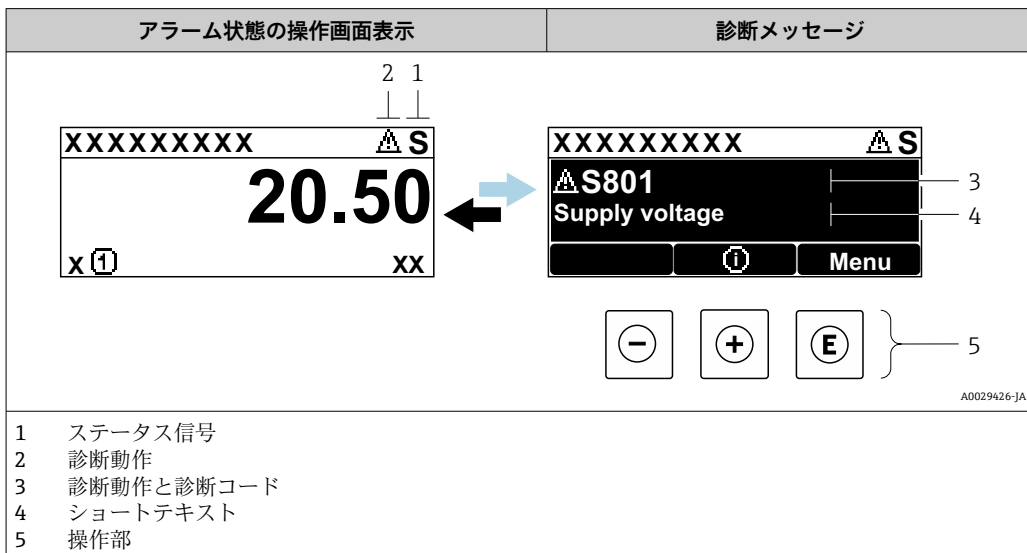 アラーム状態の操作画面表示
診断メッセージ
2 1
XXXXXXXXX ⚠ S
20.50
X 1 XX
XXXXXXXXX ⚠ S
⚠S801
Supply voltage
i Menu
3
4
- + E
5
A0029426-JA
1 ステータス信号
2 診断動作
3 診断動作と診断コード
4 ショートテキスト
5 操作部